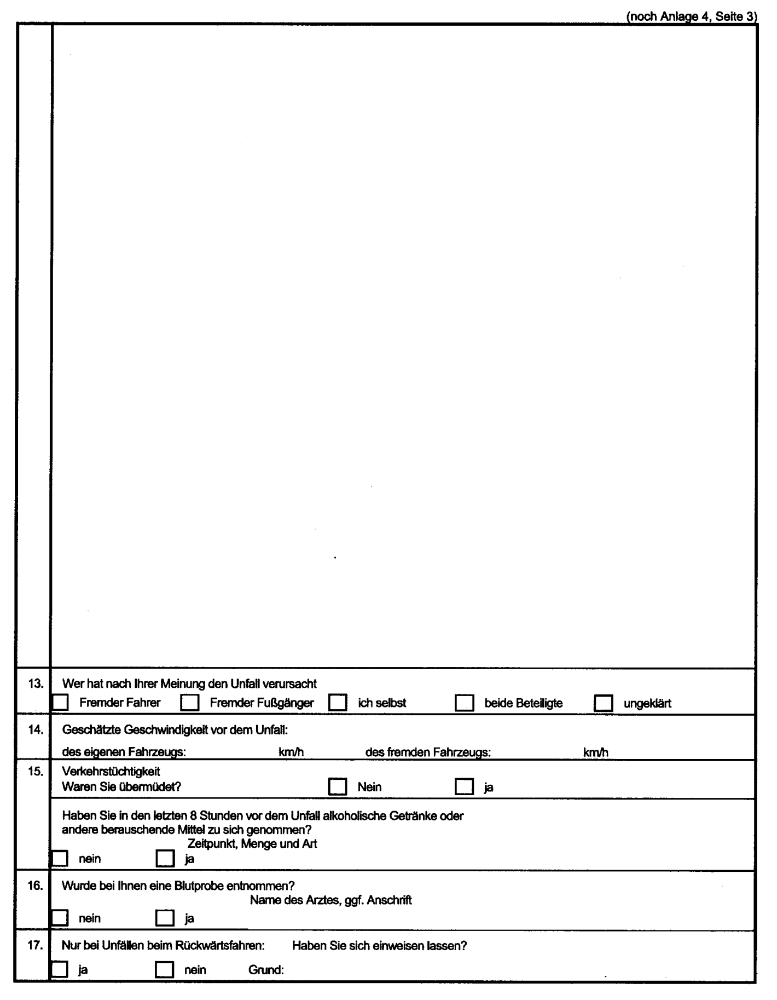 (noch Anlage 4, Seite 3)
13. Wer hat nach Ihrer Meinung den Unfall verursacht
Fremder Fahrer Fremder Fußgänger ich selbst beide Beteiligte ungeklärt
14. Geschätzte Geschwindigkeit vor dem Unfall:
des eigenen Fahrzeugs: km/h des fremden Fahrzeugs: km/h
15. Verkehrstüchtigkeit
Waren Sie übermüdet? Nein ja
Haben Sie in den letzten 8 Stunden vor dem Unfall alkoholische Getränke oder
andere berauschende Mittel zu sich genommen?
Zeitpunkt, Menge und Art
nein ja
16. Wurde bei Ihnen eine Blutprobe entnommen?
Name des Arztes, ggf. Anschrift
nein ja
17. Nur bei Unfällen beim Rückwärtsfahren: Haben Sie sich einweisen lassen?
ja nein Grund: